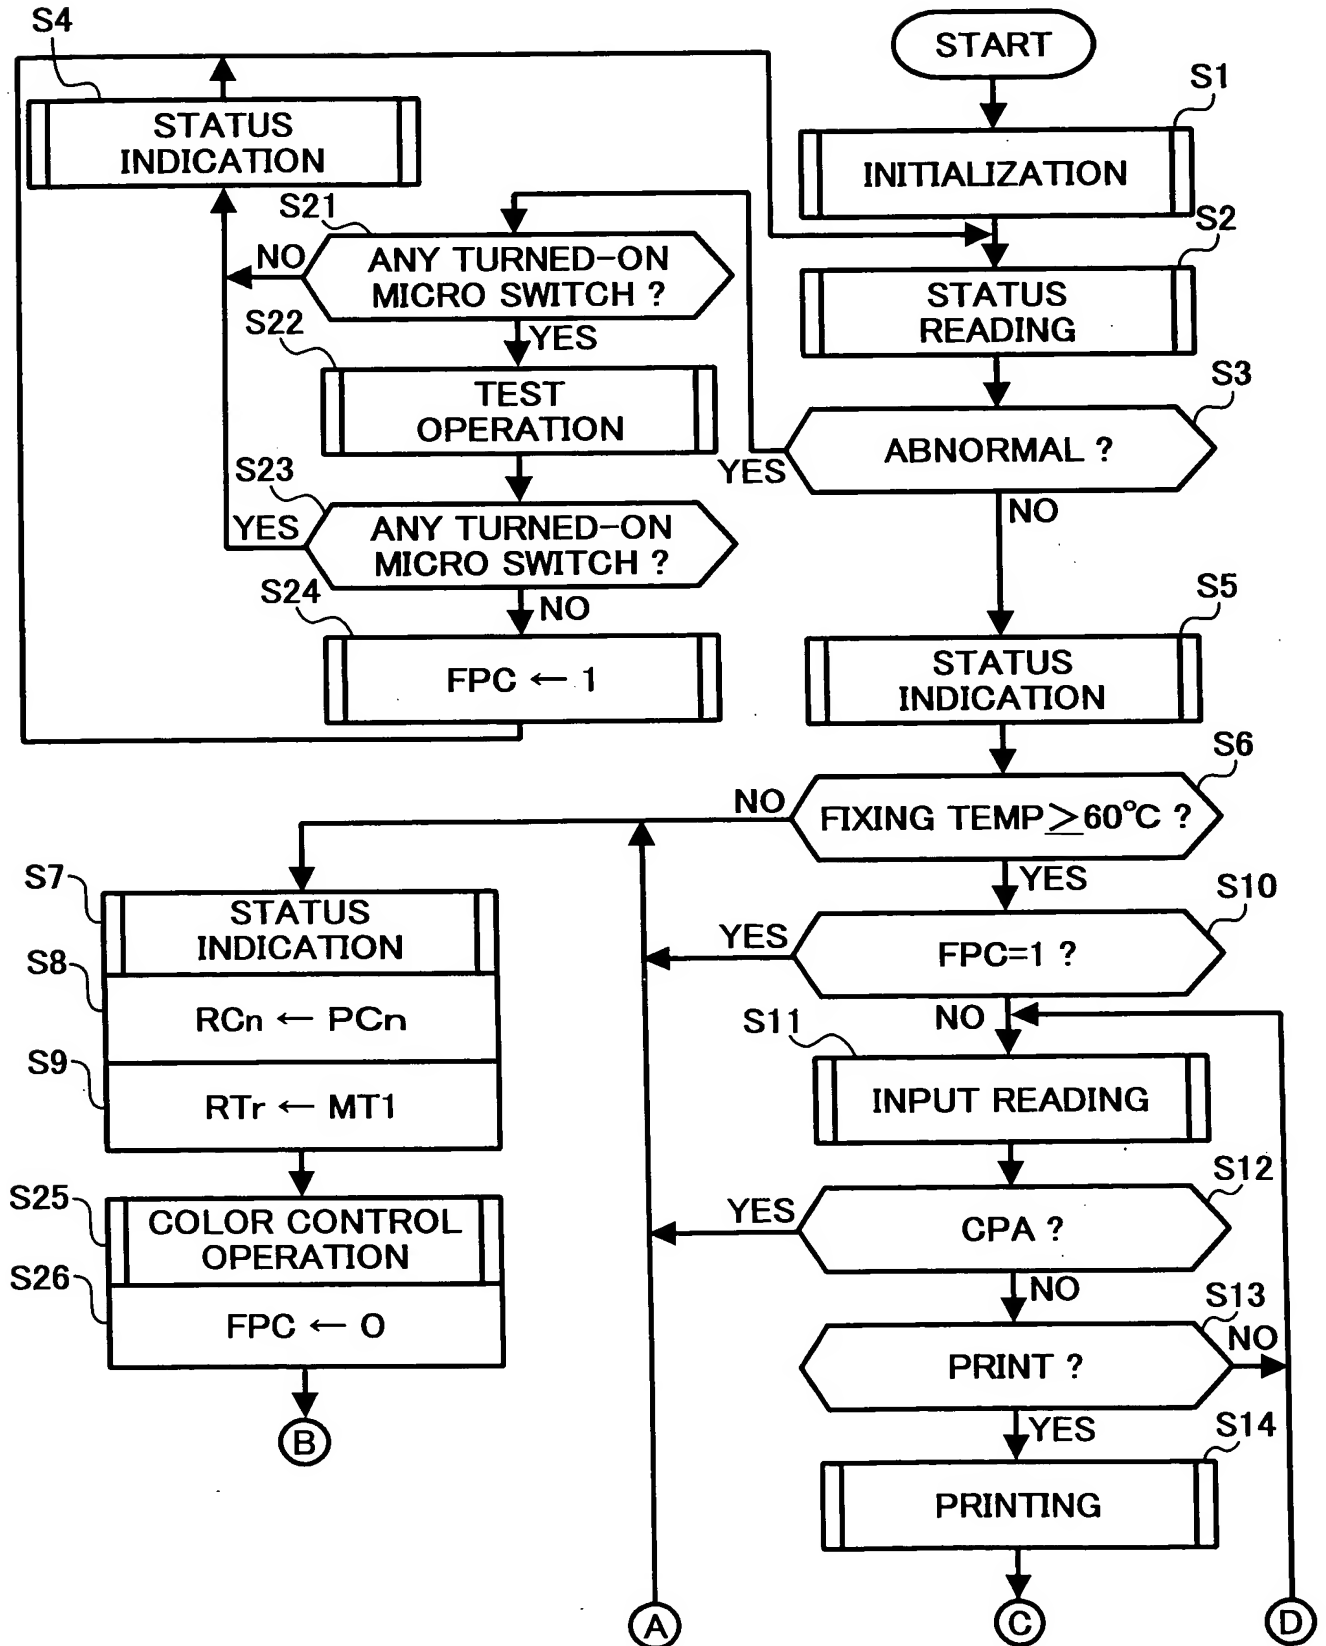 START
S1
INITIALIZATION
S2
STATUS
READING
S3
ABNORMAL ?
YES
NO
S4
STATUS
INDICATION
S21
ANY TURNED-ON
MICRO SWITCH ?
NO
YES
S22
TEST
OPERATION
S23
ANY TURNED-ON
MICRO SWITCH ?
YES
NO
S24
FPC ← 1
S5
STATUS
INDICATION
S6
FIXING TEMP≧60℃ ?
NO
YES
S7
STATUS
INDICATION
S8
RCn ← PCn
S9
RTr ← MT1
S25
COLOR CONTROL
OPERATION
S26
FPC ← 0
B
S10
FPC=1 ?
YES
NO
S11
INPUT READING
S12
CPA ?
YES
NO
S13
PRINT ?
NO
YES
S14
PRINTING
A
C
D